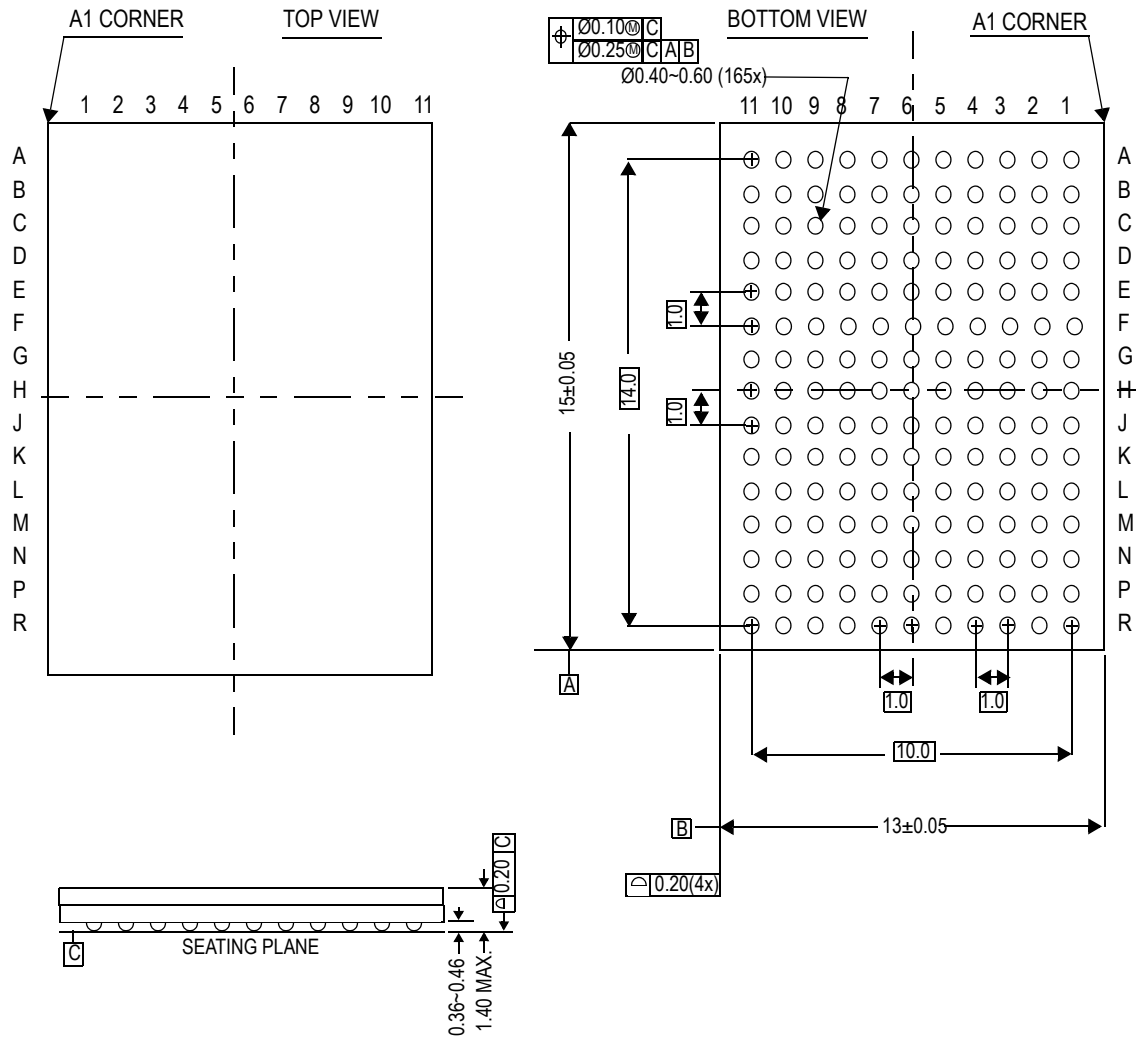 A1 CORNER
TOP VIEW
1 2 3 4 5 6 7 8 9 10 11
A
B
C
D
E
F
G
H
J
K
L
M
N
P
R
Ø0.10Ⓜ C
Ø0.25Ⓜ C A B
Ø0.40~0.60 (165x)
BOTTOM VIEW
A1 CORNER
11 10 9 8 7 6 5 4 3 2 1
A
B
C
D
E
F
G
H
J
K
L
M
N
P
R
1.0
1.0
14.0
15±0.05
A
1.0
1.0
10.0
B
13±0.05
0.20(4x)
0.20 C
C
SEATING PLANE
0.36~0.46
1.40 MAX.